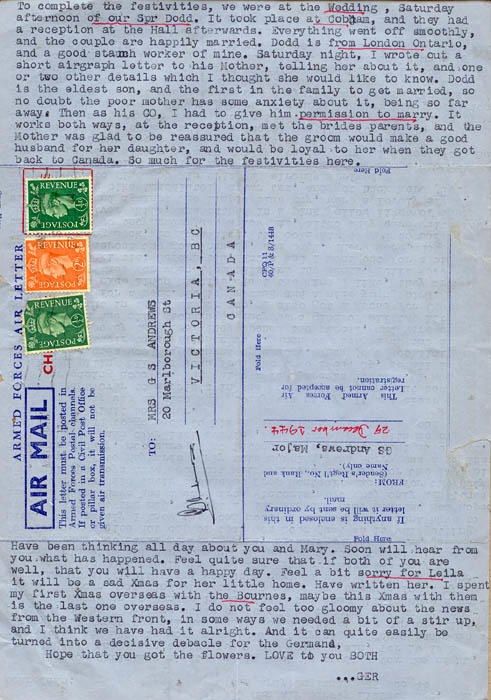 To complete the festivities, we were at the Wedding , Saturday
afternoon of our Spr Dodd. It took place at Cobham, and they had
a reception at the Hall afterwards. Everything went off smoothly,
and the couple are happily married. Dodd is from London Ontario,
and a good stamh worker of mine. Saturday night, I wrote out a
short airgraph letter to his Mother, telling her about it, and one
or two other details which I thought she would like to know. Dodd
is the eldest son, and the first in the family to get married, so
no doubt the poor mother has some anxiety about it, being so far
away. Then as his CO, I had to give him permission to marry. It
works both ways, at the reception, met the brides parents, and the
Mother was glad to be reassured that the groom would make a good
husband for her daughter, and would be loyal to her when they got
back to Canada. So much for the festivities here.
Fold Here
REVENUE
POSTAGE
REVENUE
POSTAGE
REVENUE
POSTAGE
ARMED FORCES AIR LETTER
AIR MAIL
This letter must be posted in
Armed Forces Postal channels.
If posted in a Civil Post Office
or pillar box, it will not be
given air transmission.
TO:
MRS G S ANDREWS
20 Marlborough St
VICTORIA, BC
CANADA
Fold Here
If anything is enclosed in this
letter it will be sent by ordinary
mail.
FROM:
(Sender's Regt'l No., Rank and
Name only).
GS Andrews, Major
29 December 1944.
This Armed Forces Air
Letter cannot be accepted for
registration.
Fold Here
Have been thinking all day about you and Mary. Soon will hear from
you what has happened. Feel quite sure that if both of you are
well, that you will have a happy day. Feel a bit sorry for Leila
it will be a sad Xmas for her little home. Have written her. I spent
my first Xmas overseas with the Bournes, maybe this Xmas with them
is the last one overseas. I do not feel too gloomy about the news
from the Western front, in some ways we needed a bit of a stir up,
and I think we have had it alright. And it can quite easily be
turned into a decisive debacle for the Germand,
Hope that you got the flowers. LOVE to YOU BOTH
...GER